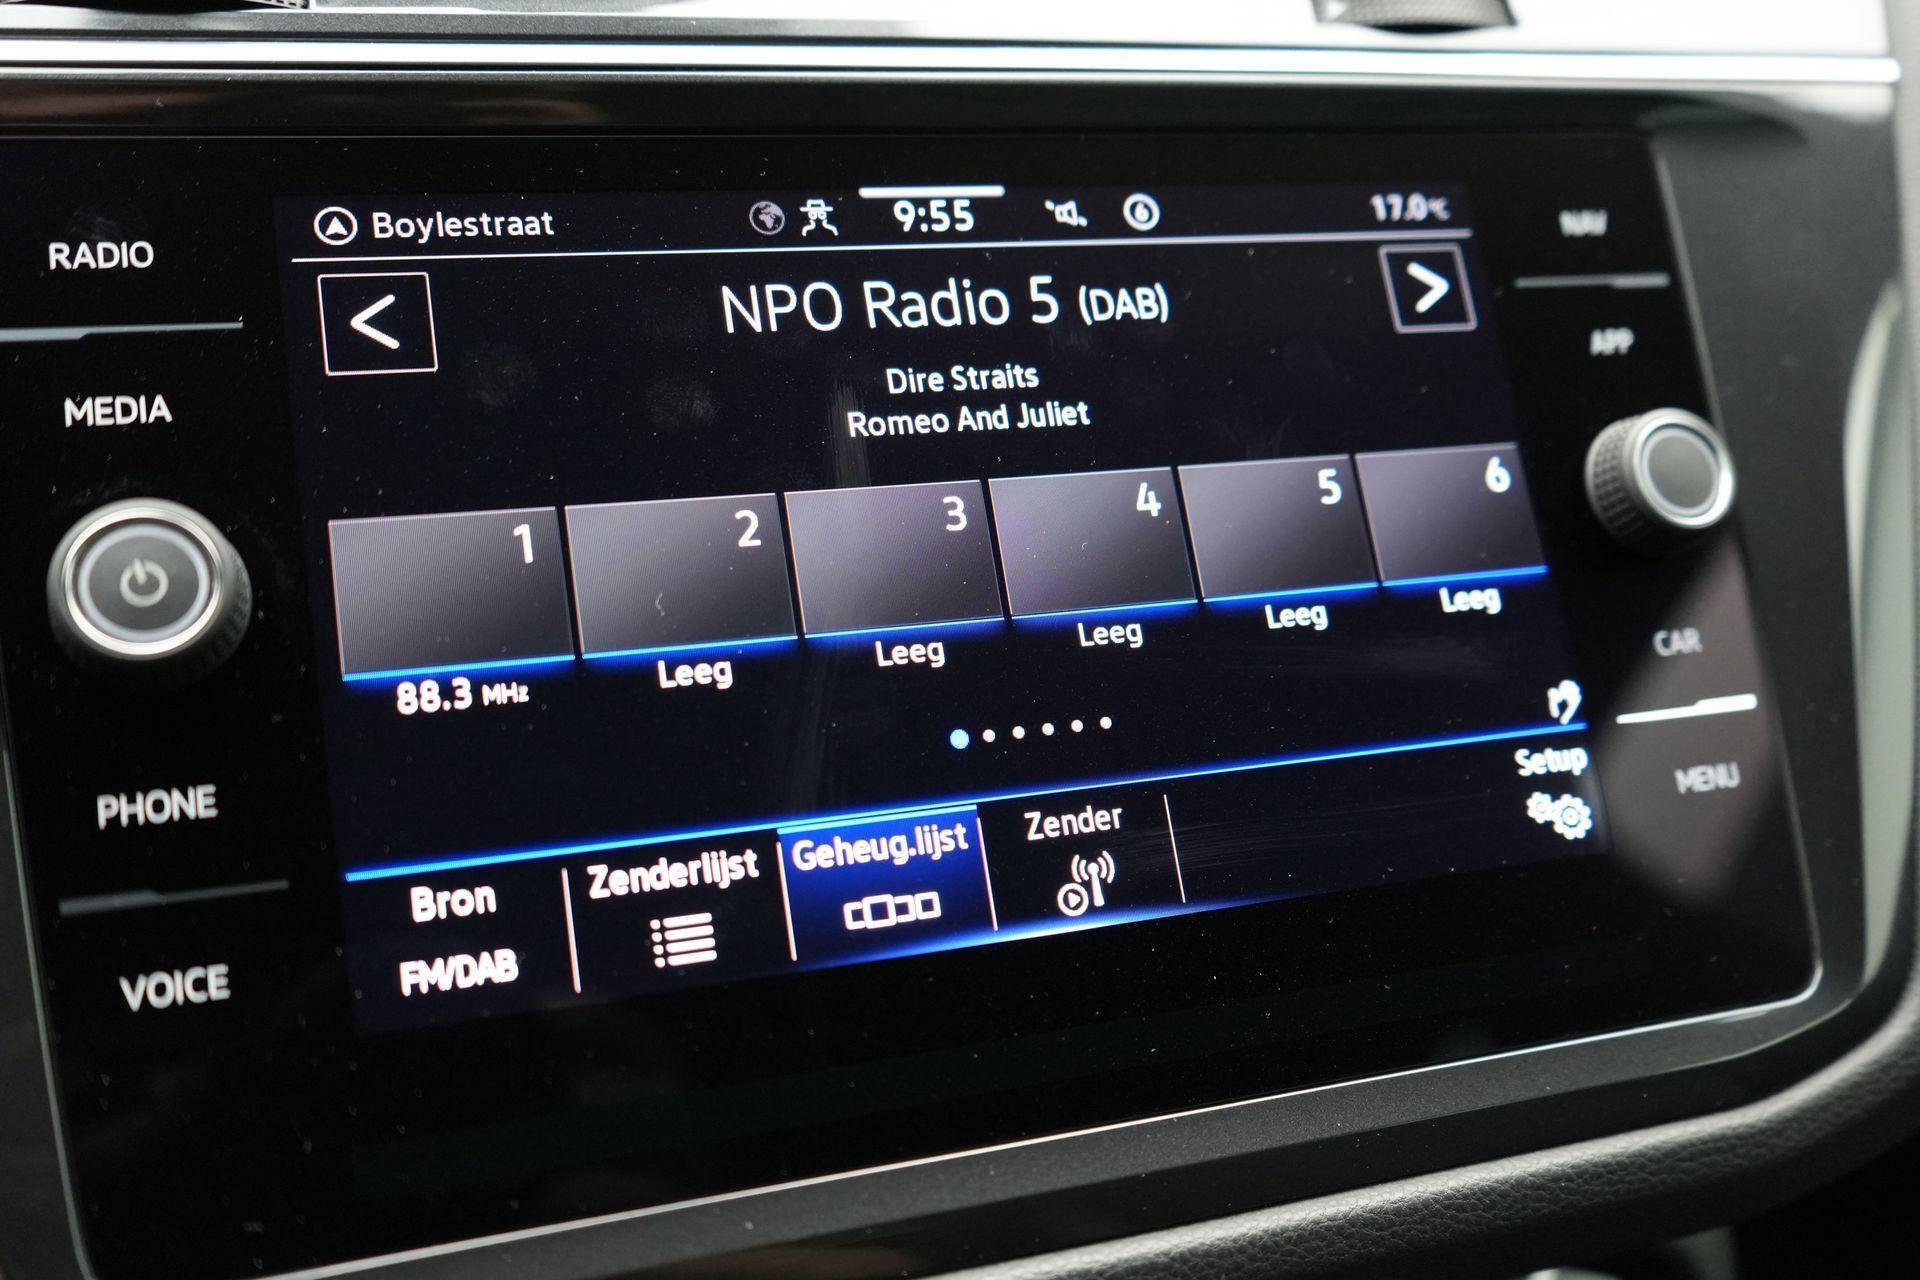 RADIO
MEDIA
PHONE
VOICE
Boylestraat
9:55
6
17.0°C
<
NPO Radio 5 (DAB)
>
Dire Straits
Romeo And Juliet
1
2
3
4
5
6
88.3 MHz
Leeg
Leeg
Leeg
Leeg
Leeg
Bron
FM/DAB
Zenderlijst
Geheug.lijst
Zender
Setup
NAV
APP
CAR
MENU